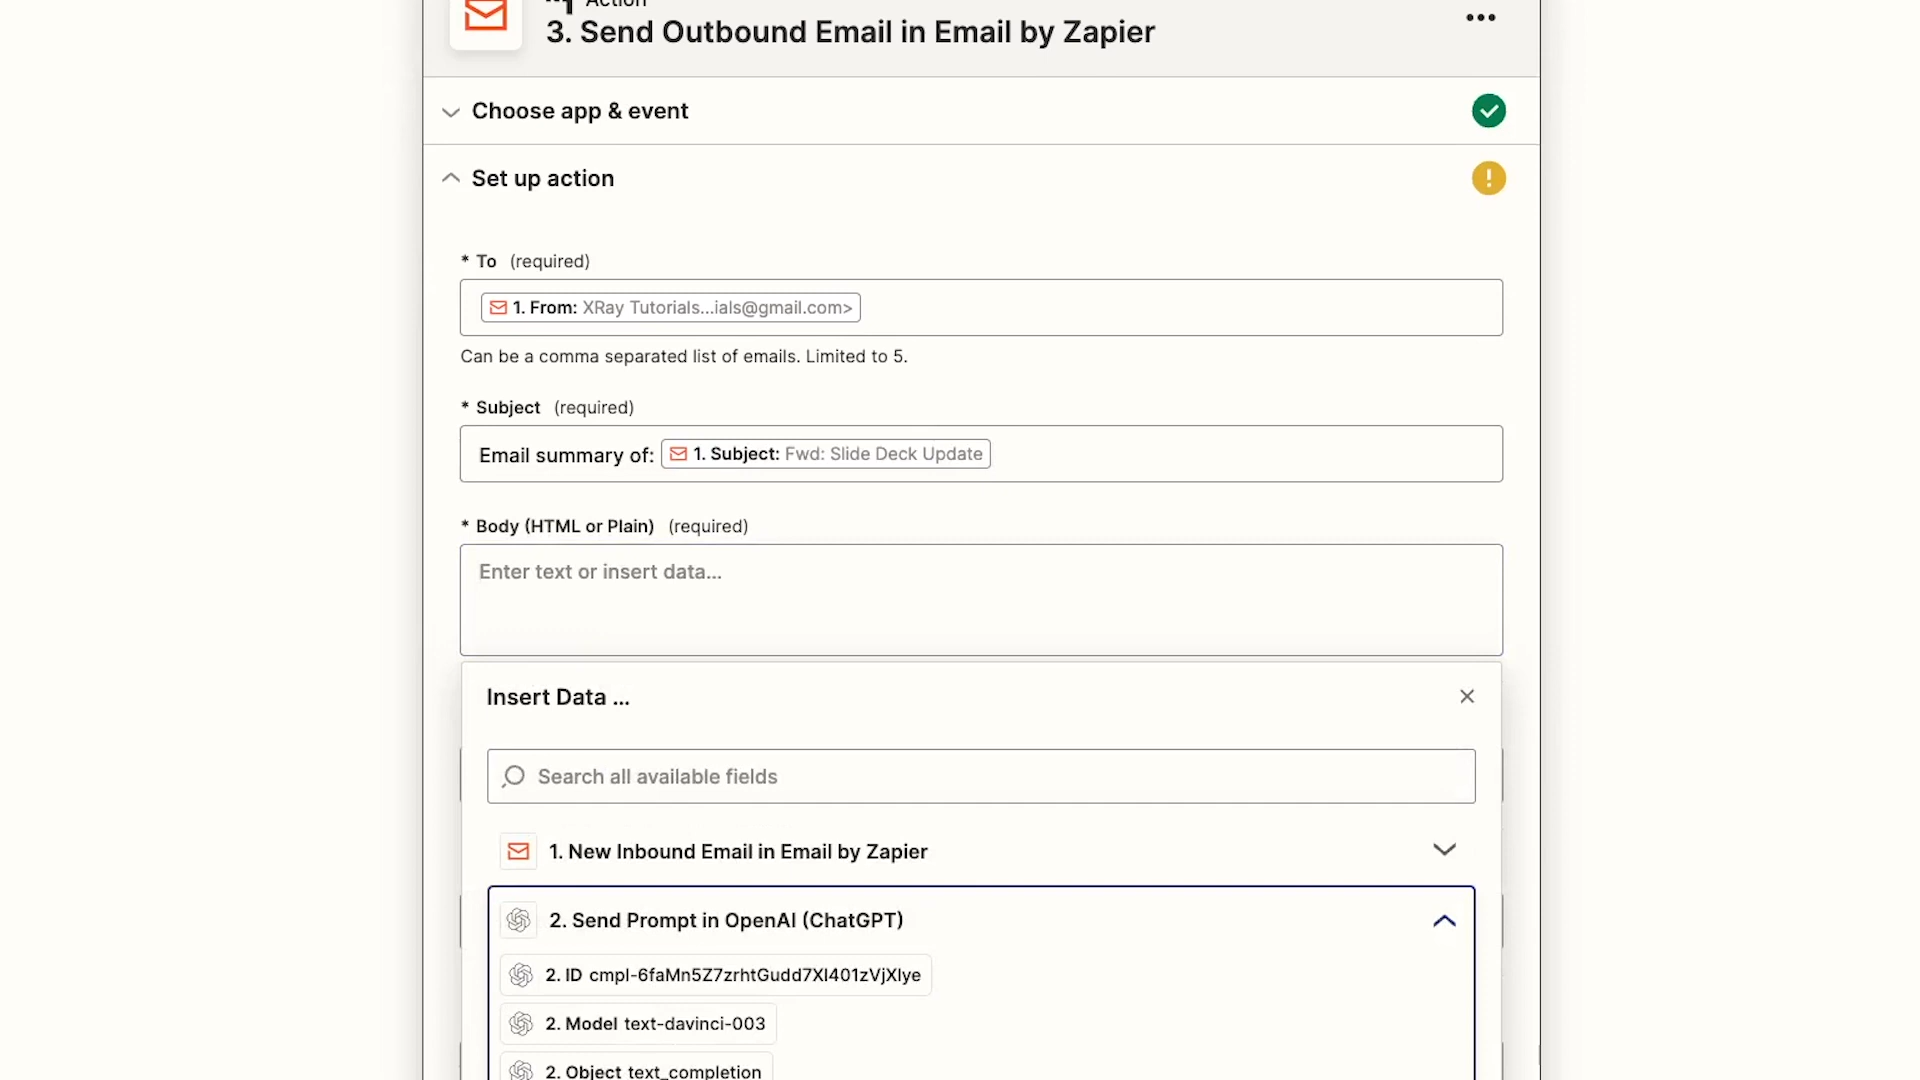 Action
3. Send Outbound Email in Email by Zapier
Choose app & event
Set up action
* To (required)
1. From: XRay Tutorials...ials@gmail.com>
Can be a comma separated list of emails. Limited to 5.
* Subject (required)
Email summary of: 1. Subject: Fwd: Slide Deck Update
* Body (HTML or Plain) (required)
Enter text or insert data...
Insert Data ...
Search all available fields
1. New Inbound Email in Email by Zapier
2. Send Prompt in OpenAI (ChatGPT)
2. ID cmpl-6faMn5Z7zrhtGudd7XI401zVjXIye
2. Model text-davinci-003
2. Object text_completion